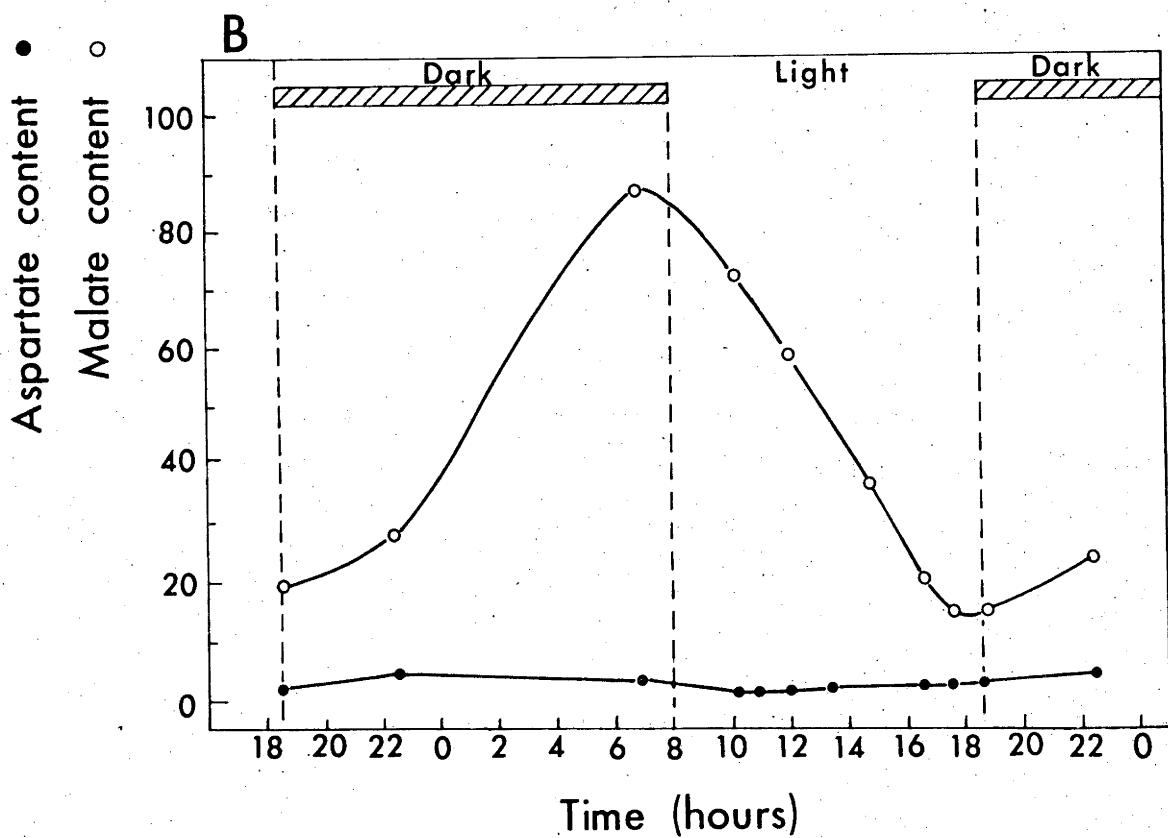 B
Aspartate content
Malate content
Dark
Light
Dark
100
80
60
40
20
0
18 20 22 0 2 4 6 8 10 12 14 16 18 20 22 0
Time (hours)